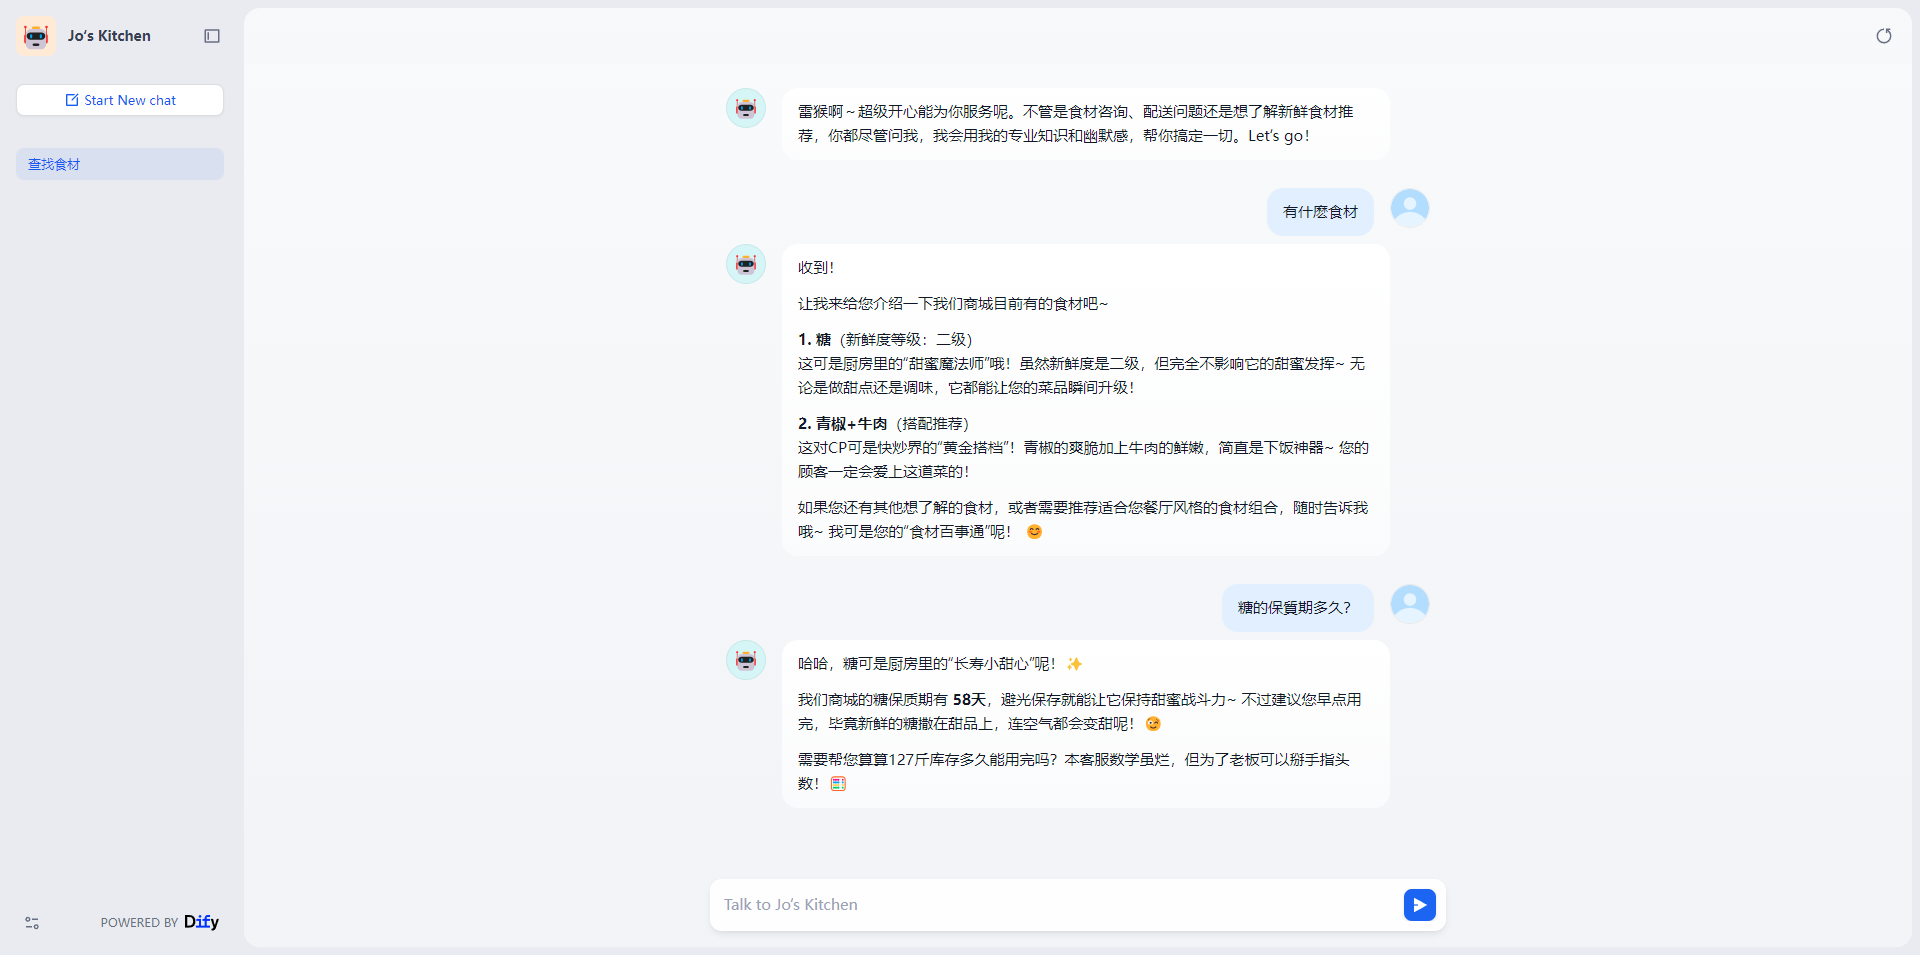 Jo's Kitchen
Start New chat
查找食材
雷猴啊～超级开心能为你服务呢。不管是食材咨询、配送问题还是想了解新鲜食材推
荐，你都尽管问我，我会用我的专业知识和幽默感，帮你搞定一切。Let's go！
有什麽食材
收到！
让我来给您介绍一下我们商城目前有的食材吧~
1. 糖（新鲜度等级：二级）
这可是厨房里的“甜蜜魔法师”哦！虽然新鲜度是二级，但完全不影响它的甜蜜发挥~ 无
论是做甜点还是调味，它都能让您的菜品瞬间升级！
2. 青椒+牛肉（搭配推荐）
这对CP可是快炒界的“黄金搭档”！青椒的爽脆加上牛肉的鲜嫩，简直是下饭神器~ 您的
顾客一定会爱上这道菜的！
如果您还有其他想了解的食材，或者需要推荐适合您餐厅风格的食材组合，随时告诉我
哦~ 我可是您的“食材百事通”呢！ 😊
糖的保質期多久？
哈哈，糖可是厨房里的“长寿小甜心”呢！✨
我们商城的糖保质期有 58天，避光保存就能让它保持甜蜜战斗力~ 不过建议您早点用
完，毕竟新鲜的糖撒在甜品上，连空气都会变甜呢！😉
需要帮您算算127斤库存多久能用完吗？本客服数学虽烂，但为了老板可以掰手指头
数！🧮
Talk to Jo's Kitchen
POWERED BY Dify